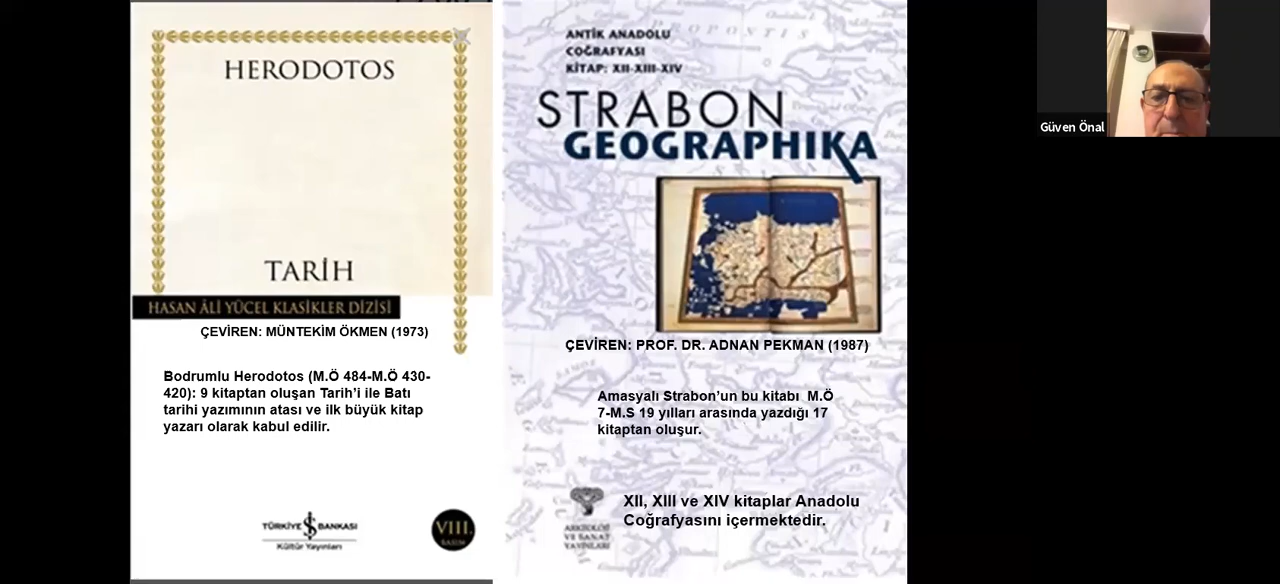 HERODOTOS
TARİH
HASAN ÂLİ YÜCEL KLASİKLER DİZİSİ
ÇEVİREN: MÜNTEKİM ÖKMEN (1973)
Bodrumlu Herodotos (M.Ö 484-M.Ö 430-
420): 9 kitaptan oluşan Tarih’i ile Batı
tarihi yazımının atası ve ilk büyük kitap
yazarı olarak kabul edilir.
TÜRKİYE İŞ BANKASI
Kültür Yayınları
VIII.
BASIM
ANTİK ANADOLU
COĞRAFYASI
KİTAP: XII-XIII-XIV
STRABON
GEOGRAPHIKA
ÇEVİREN: PROF. DR. ADNAN PEKMAN (1987)
Amasyalı Strabon’un bu kitabı M.Ö
7-M.S 19 yılları arasında yazdığı 17
kitaptan oluşur.
XII, XIII ve XIV kitaplar Anadolu
Coğrafyasını içermektedir.
ARKEOLOJİ
VE SANAT
YAYINLARI
Güven Önal